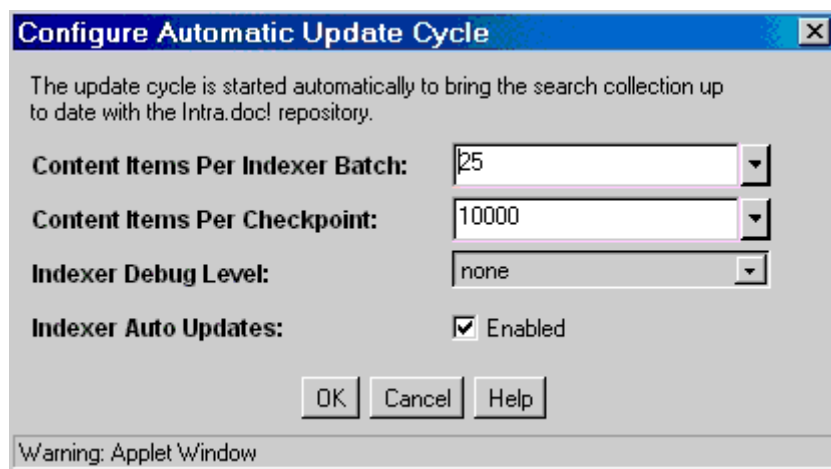 Configure Automatic Update Cycle
The update cycle is started automatically to bring the search collection up
to date with the Intra.doc! repository.
Content Items Per Indexer Batch: 25
Content Items Per Checkpoint: 10000
Indexer Debug Level: none
Indexer Auto Updates: Enabled
OK Cancel Help
Warning: Applet Window